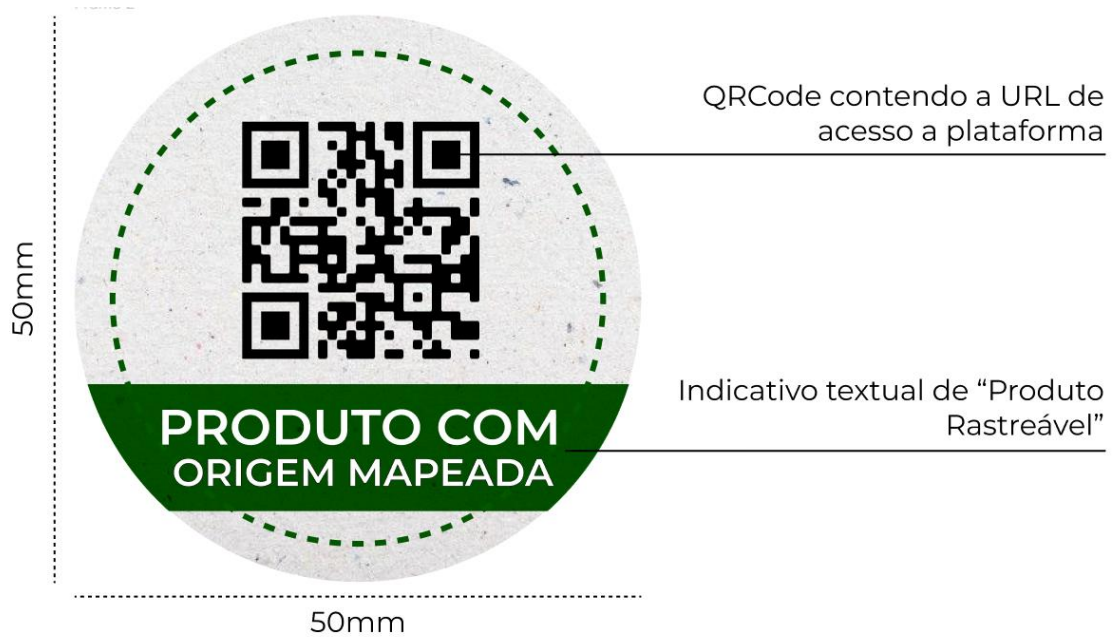 QRCode contendo a URL de
acesso a plataforma
50mm
PRODUTO COM
ORIGEM MAPEADA
Indicativo textual de “Produto
Rastreável”
50mm